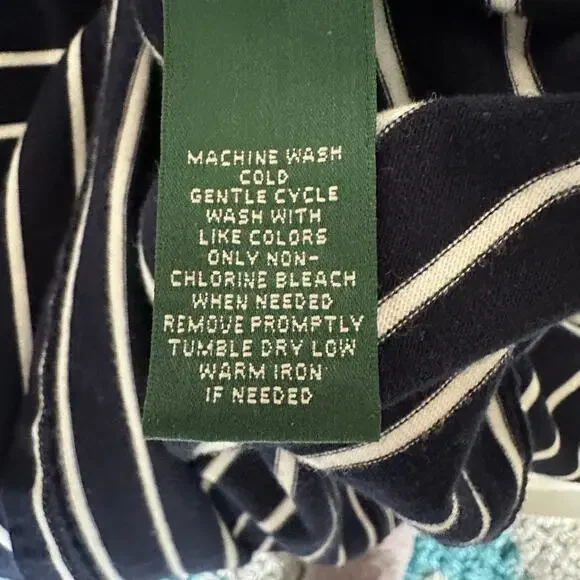 MACHINE WASH
COLD
GENTLE CYCLE
WASH WITH
LIKE COLORS
ONLY NON-
CHLORINE BLEACH
WHEN NEEDED
REMOVE PROMPTLY
TUMBLE DRY LOW
WARM IRON
IF NEEDED